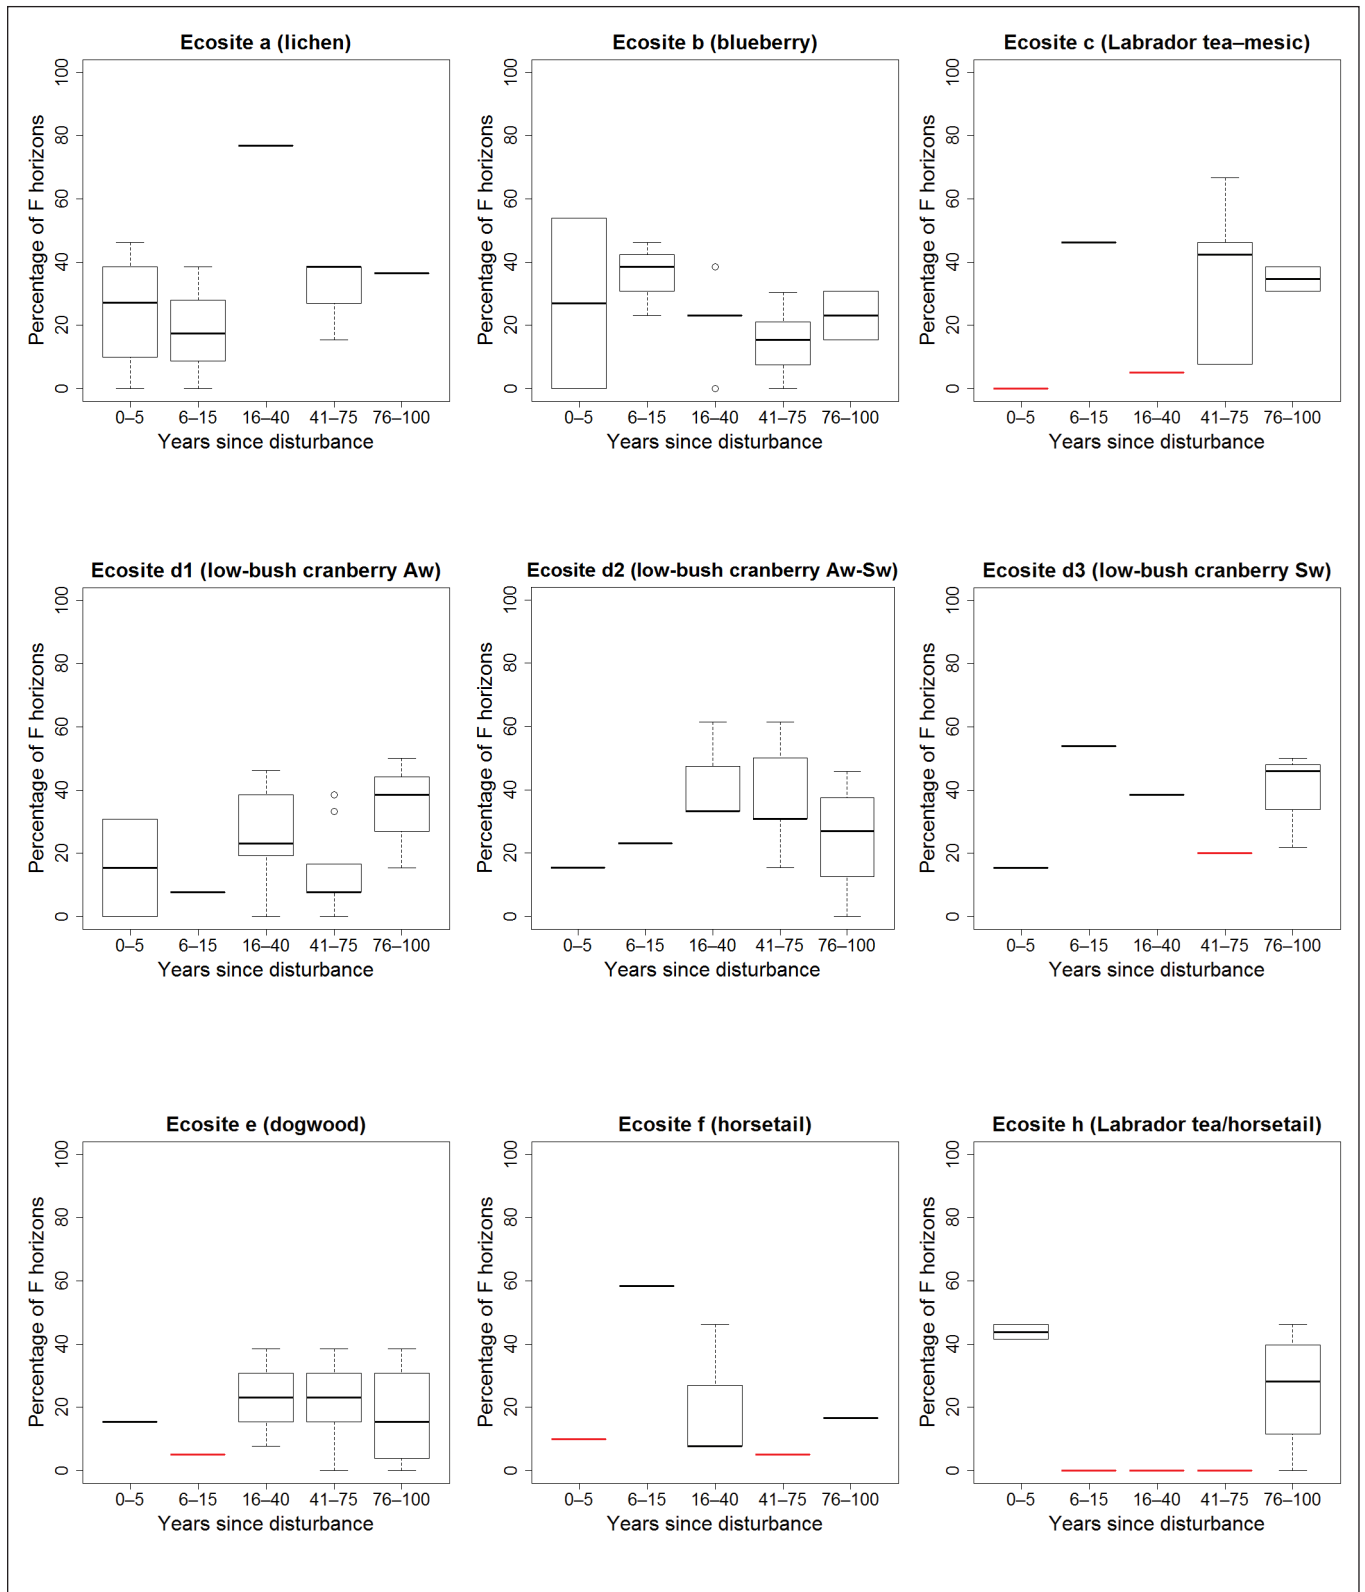 Ecosite a (lichen)
Percentage of F horizons
100
80
60
40
20
0
0–5 6–15 16–40 41–75 76–100
Years since disturbance
Ecosite b (blueberry)
Percentage of F horizons
100
80
60
40
20
0
0–5 6–15 16–40 41–75 76–100
Years since disturbance
Ecosite c (Labrador tea–mesic)
Percentage of F horizons
100
80
60
40
20
0
0–5 6–15 16–40 41–75 76–100
Years since disturbance
Ecosite d1 (low-bush cranberry Aw)
Percentage of F horizons
100
80
60
40
20
0
0–5 6–15 16–40 41–75 76–100
Years since disturbance
Ecosite d2 (low-bush cranberry Aw-Sw)
Percentage of F horizons
100
80
60
40
20
0
0–5 6–15 16–40 41–75 76–100
Years since disturbance
Ecosite d3 (low-bush cranberry Sw)
Percentage of F horizons
100
80
60
40
20
0
0–5 6–15 16–40 41–75 76–100
Years since disturbance
Ecosite e (dogwood)
Percentage of F horizons
100
80
60
40
20
0
0–5 6–15 16–40 41–75 76–100
Years since disturbance
Ecosite f (horsetail)
Percentage of F horizons
100
80
60
40
20
0
0–5 6–15 16–40 41–75 76–100
Years since disturbance
Ecosite h (Labrador tea/horsetail)
Percentage of F horizons
100
80
60
40
20
0
0–5 6–15 16–40 41–75 76–100
Years since disturbance